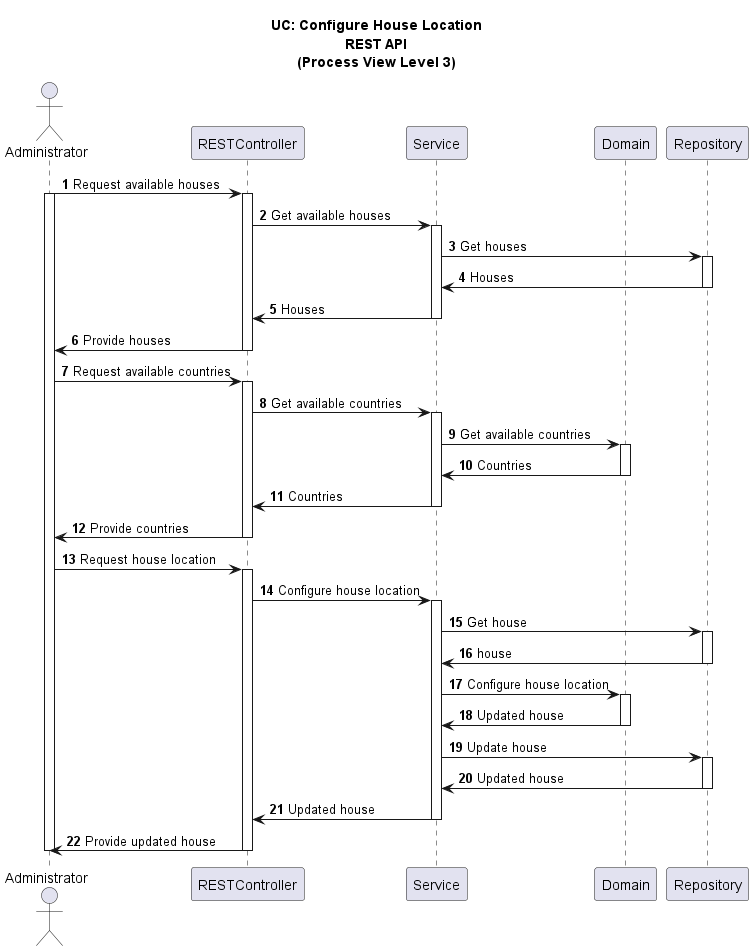 UC: Configure House Location
REST API
(Process View Level 3)
Administrator
RESTController
Service
Domain
Repository
1 Request available houses
2 Get available houses
3 Get houses
4 Houses
5 Houses
6 Provide houses
7 Request available countries
8 Get available countries
9 Get available countries
10 Countries
11 Countries
12 Provide countries
13 Request house location
14 Configure house location
15 Get house
16 house
17 Configure house location
18 Updated house
19 Update house
20 Updated house
21 Updated house
22 Provide updated house
Administrator
RESTController
Service
Domain
Repository